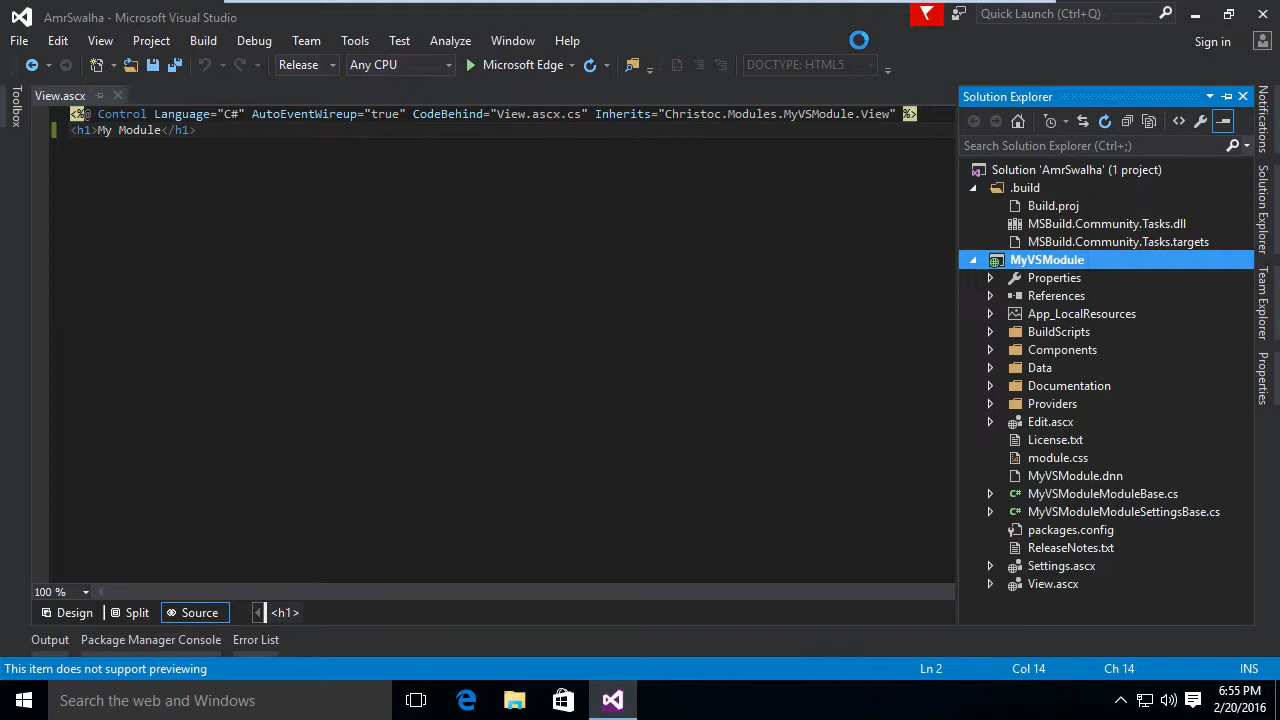 AmrSwalha - Microsoft Visual Studio
Quick Launch (Ctrl+Q)
File Edit View Project Build Debug Team Tools Test Analyze Window Help
Sign in
Release Any CPU Microsoft Edge DOCTYPE: HTML5
Toolbox
View.ascx
<%@ Control Language="C#" AutoEventWireup="true" CodeBehind="View.ascx.cs" Inherits="Christoc.Modules.MyVSModule.View" %>
<h1>My Module</h1>
100 %
Design Split Source <h1>
Output Package Manager Console Error List
Solution Explorer
Search Solution Explorer (Ctrl+;)
Solution 'AmrSwalha' (1 project)
.build
Build.proj
MSBuild.Community.Tasks.dll
MSBuild.Community.Tasks.targets
MyVSModule
Properties
References
App_LocalResources
BuildScripts
Components
Data
Documentation
Providers
Edit.ascx
License.txt
module.css
MyVSModule.dnn
MyVSModuleModuleBase.cs
MyVSModuleModuleSettingsBase.cs
packages.config
ReleaseNotes.txt
Settings.ascx
View.ascx
Notifications
Solution Explorer
Team Explorer
Properties
This item does not support previewing Ln 2 Col 14 Ch 14 INS
Search the web and Windows
6:55 PM
2/20/2016